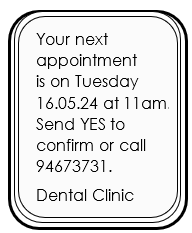 Your next
appointment
is on Tuesday
16.05.24 at 11am.
Send YES to
confirm or call
94673731.
Dental Clinic